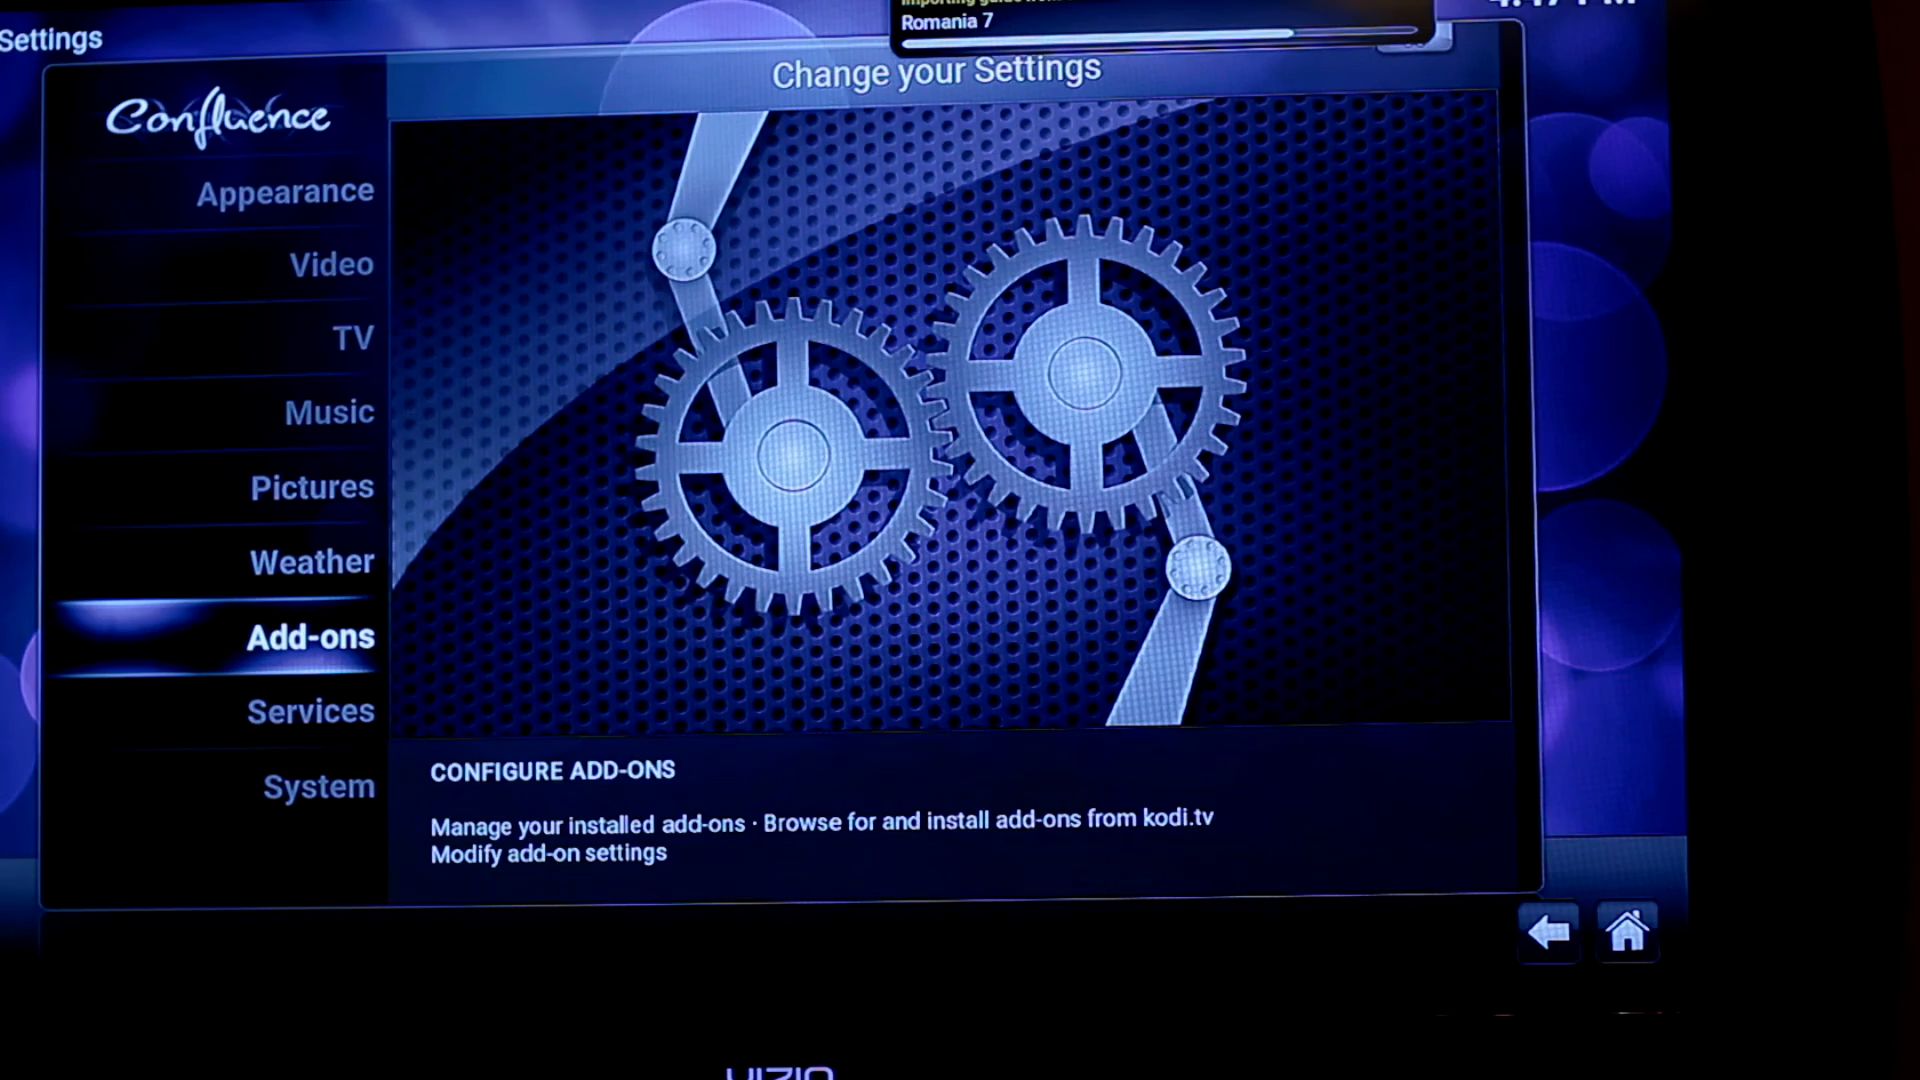 Settings
Romania 7
Change your Settings
Confluence
Appearance
Video
TV
Music
Pictures
Weather
Add-ons
Services
System
CONFIGURE ADD-ONS
Manage your installed add-ons · Browse for and install add-ons from kodi.tv
Modify add-on settings
VIZIO